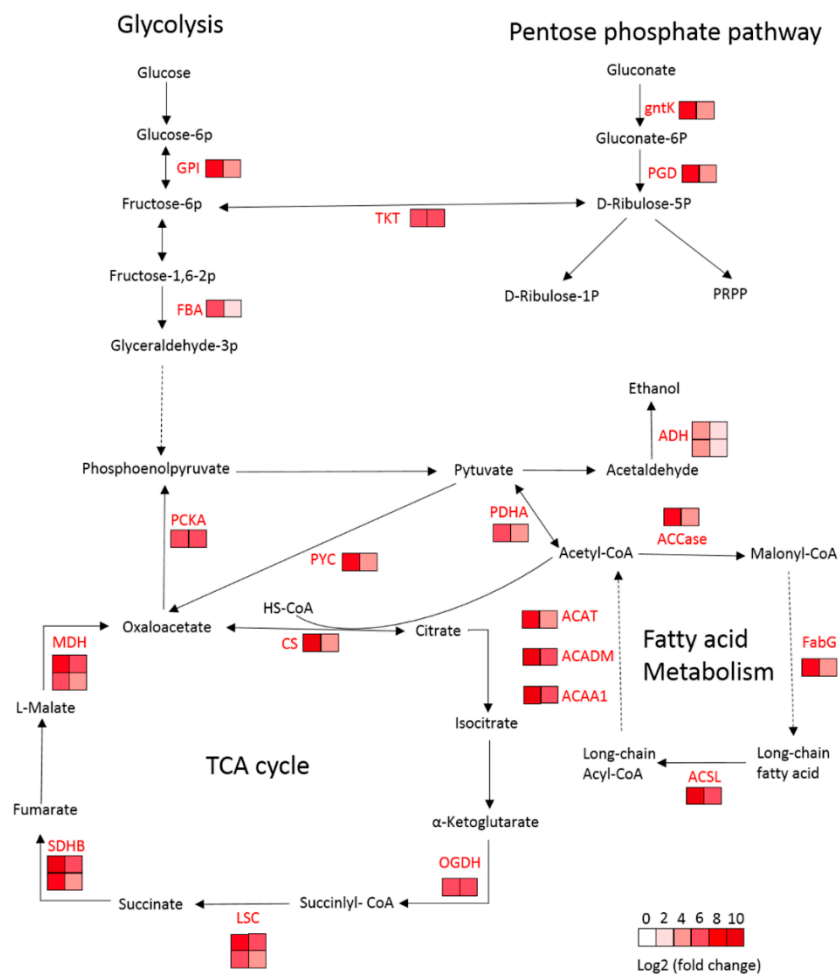 Glycolysis
Pentose phosphate pathway
Glucose
Gluconate
gntK
Glucose-6p
Gluconate-6P
GPI
PGD
Fructose-6p
D-Ribulose-5P
TKT
Fructose-1,6-2p
D-Ribulose-1P
PRPP
FBA
Glyceraldehyde-3p
Ethanol
ADH
Phosphoenolpyruvate
Pytuvate
Acetaldehyde
PCKA
PDHA
ACCase
PYC
Acetyl-CoA
Malonyl-CoA
HS-CoA
Oxaloacetate
Citrate
CS
ACAT
MDH
Fatty acid
Metabolism
FabG
ACADM
ACAA1
L-Malate
Isocitrate
TCA cycle
Long-chain
Acyl-CoA
Long-chain
fatty acid
ACSL
Fumarate
α-Ketoglutarate
SDHB
OGDH
Succinate
Succinlyl- CoA
LSC
0 2 4 6 8 10
Log2 (fold change)